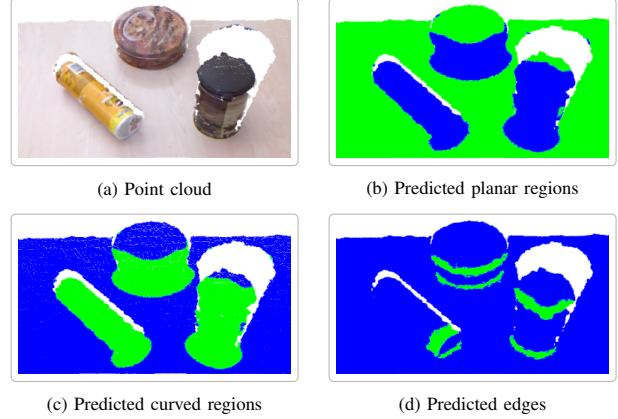 (a) Point cloud
(b) Predicted planar regions
(c) Predicted curved regions
(d) Predicted edges